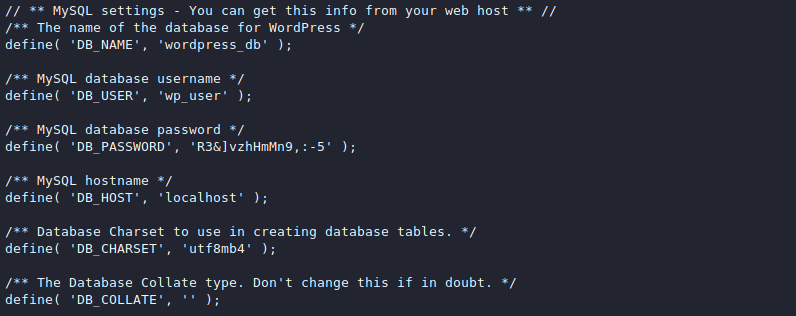 // ** MySQL settings - You can get this info from your web host ** //
/** The name of the database for WordPress */
define( 'DB_NAME', 'wordpress_db' );
/** MySQL database username */
define( 'DB_USER', 'wp_user' );
/** MySQL database password */
define( 'DB_PASSWORD', 'R3&]vzhHmMn9,:-5' );
/** MySQL hostname */
define( 'DB_HOST', 'localhost' );
/** Database Charset to use in creating database tables. */
define( 'DB_CHARSET', 'utf8mb4' );
/** The Database Collate type. Don't change this if in doubt. */
define( 'DB_COLLATE', '' );